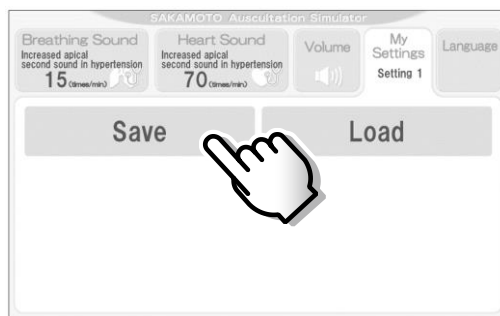 SAKAMOTO Auscultation Simulator
Breathing Sound
Increased apical
second sound in hypertension
15 (times/min)
Heart Sound
Increased apical
second sound in hypertension
70 (times/min)
Volume
My
Settings
Setting 1
Language
Save
Load